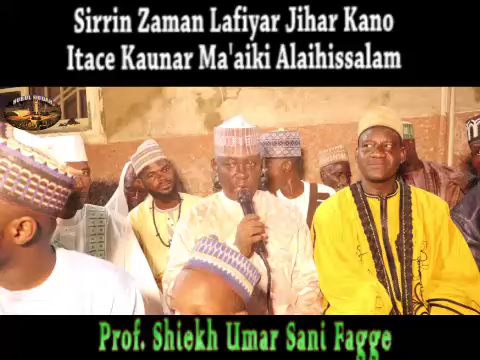 Sirrin Zaman Lafiyar Jihar Kano
Itace Kaunar Ma'aiki Alaihissalam
Prof. Shiekh Umar Sani Fagge